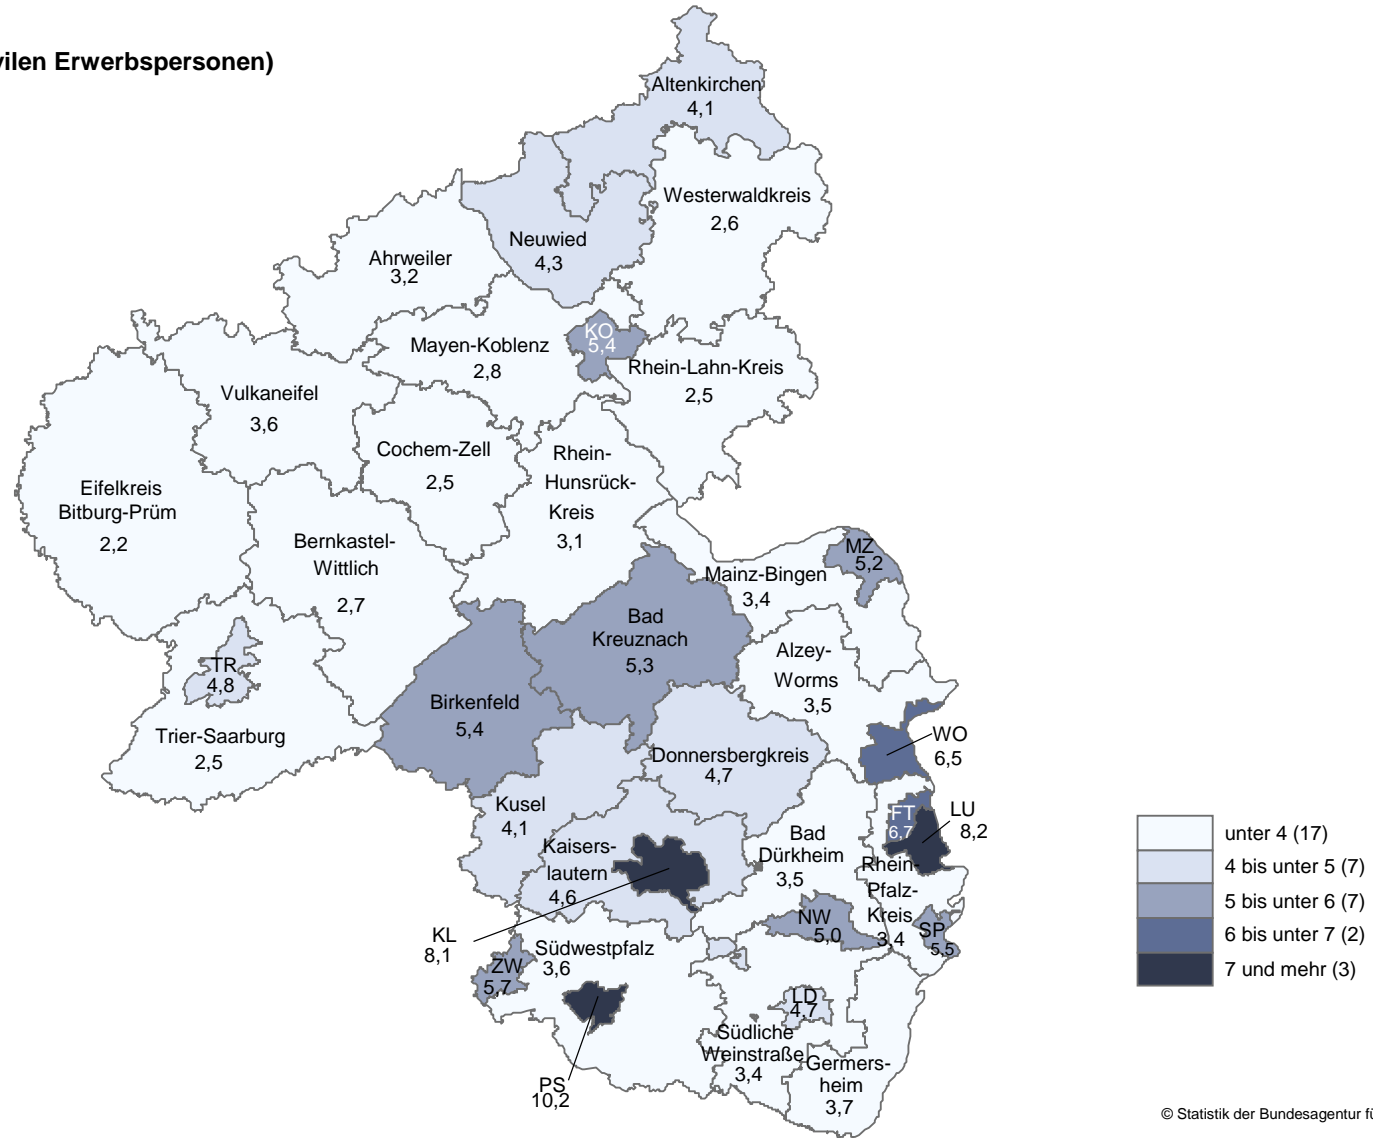 vilen Erwerbspersonen)
Altenkirchen
4,1
Westerwaldkreis
2,6
Neuwied
4,3
Ahrweiler
3,2
KO
5,4
Mayen-Koblenz
2,8
Rhein-Lahn-Kreis
2,5
Vulkaneifel
3,6
Cochem-Zell
2,5
Rhein-
Hunsrück-
Kreis
3,1
Eifelkreis
Bitburg-Prüm
2,2
Bernkastel-
Wittlich
2,7
MZ
5,2
Mainz-Bingen
3,4
Bad
Kreuznach
5,3
Alzey-
Worms
3,5
TR
4,8
Birkenfeld
5,4
Trier-Saarburg
2,5
WO
6,5
Donnersbergkreis
4,7
Kusel
4,1
FT
6,7
LU
8,2
Kaisers-
lautern
4,6
Bad
Dürkheim
3,5
Rhein-
Pfalz-
Kreis
3,4
NW
5,0
SP
5,5
KL
8,1
Südwestpfalz
3,6
ZW
5,7
LD
4,7
Südliche
Weinstraße
3,4
Germers-
heim
3,7
PS
10,2
unter 4 (17)
4 bis unter 5 (7)
5 bis unter 6 (7)
6 bis unter 7 (2)
7 und mehr (3)
© Statistik der Bundesagentur fü